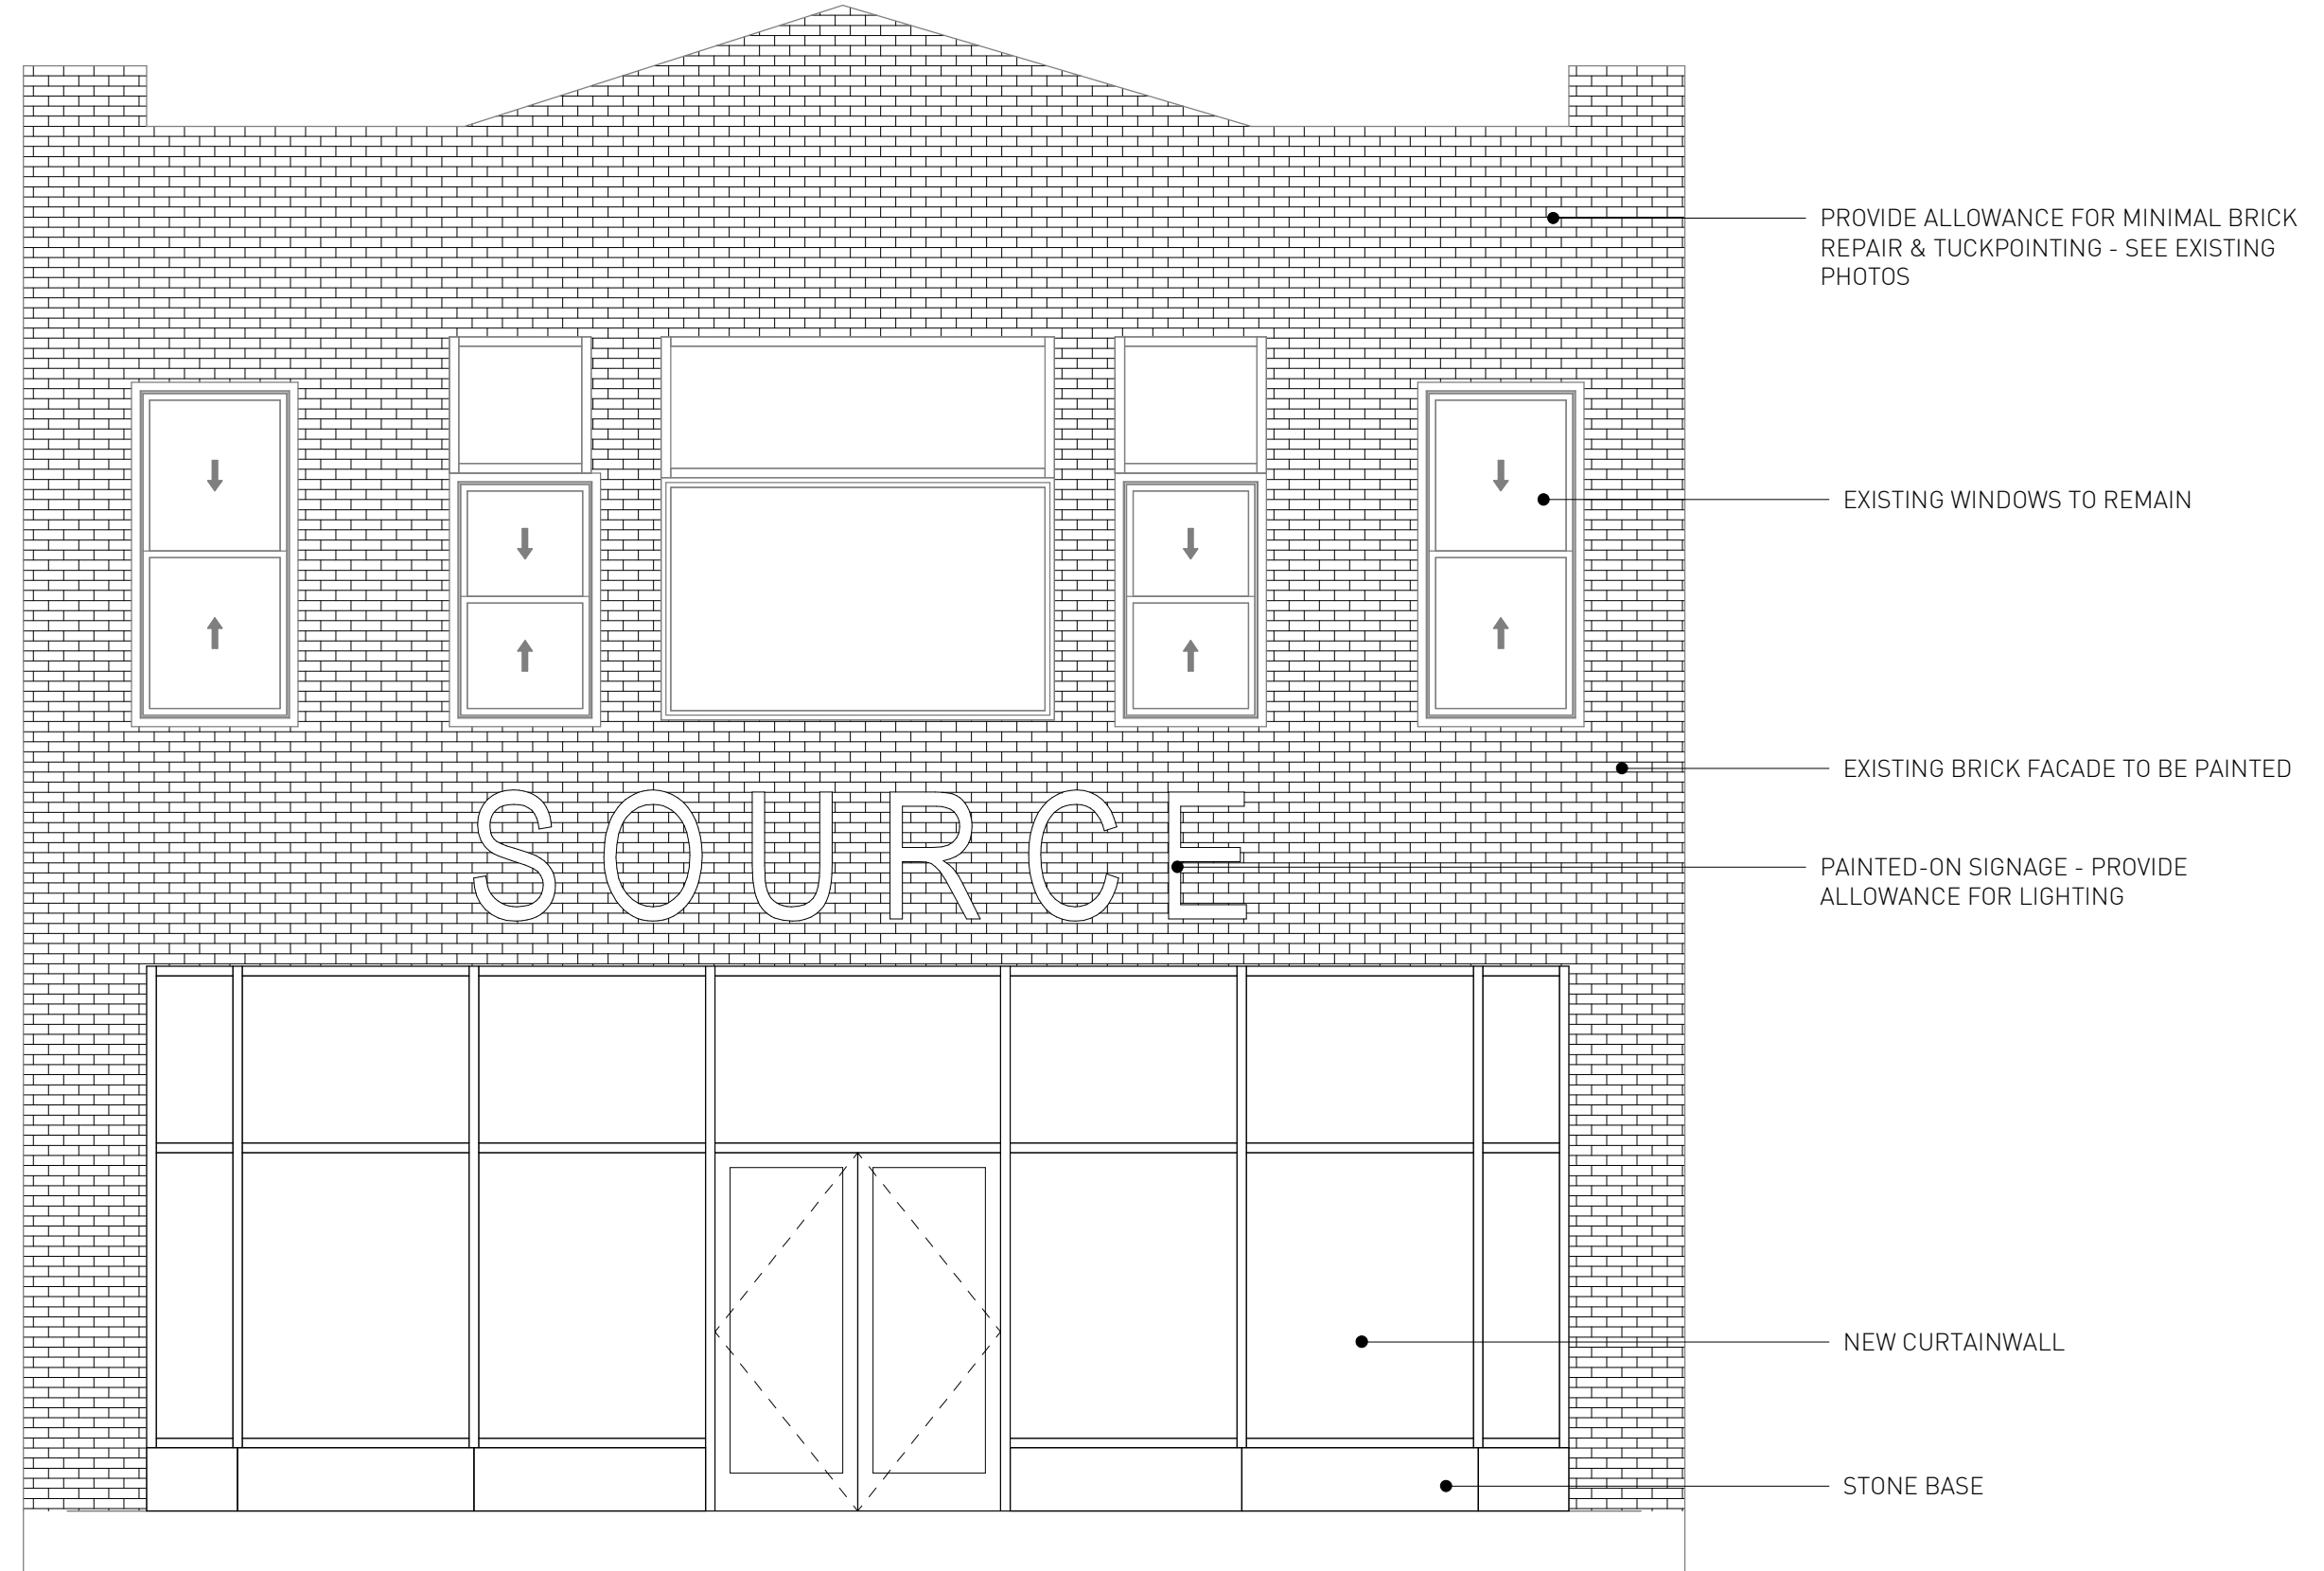 PROVIDE ALLOWANCE FOR MINIMAL BRICK
REPAIR & TUCKPOINTING - SEE EXISTING
PHOTOS
EXISTING WINDOWS TO REMAIN
EXISTING BRICK FACADE TO BE PAINTED
SOURCE
PAINTED-ON SIGNAGE - PROVIDE
ALLOWANCE FOR LIGHTING
NEW CURTAINWALL
STONE BASE